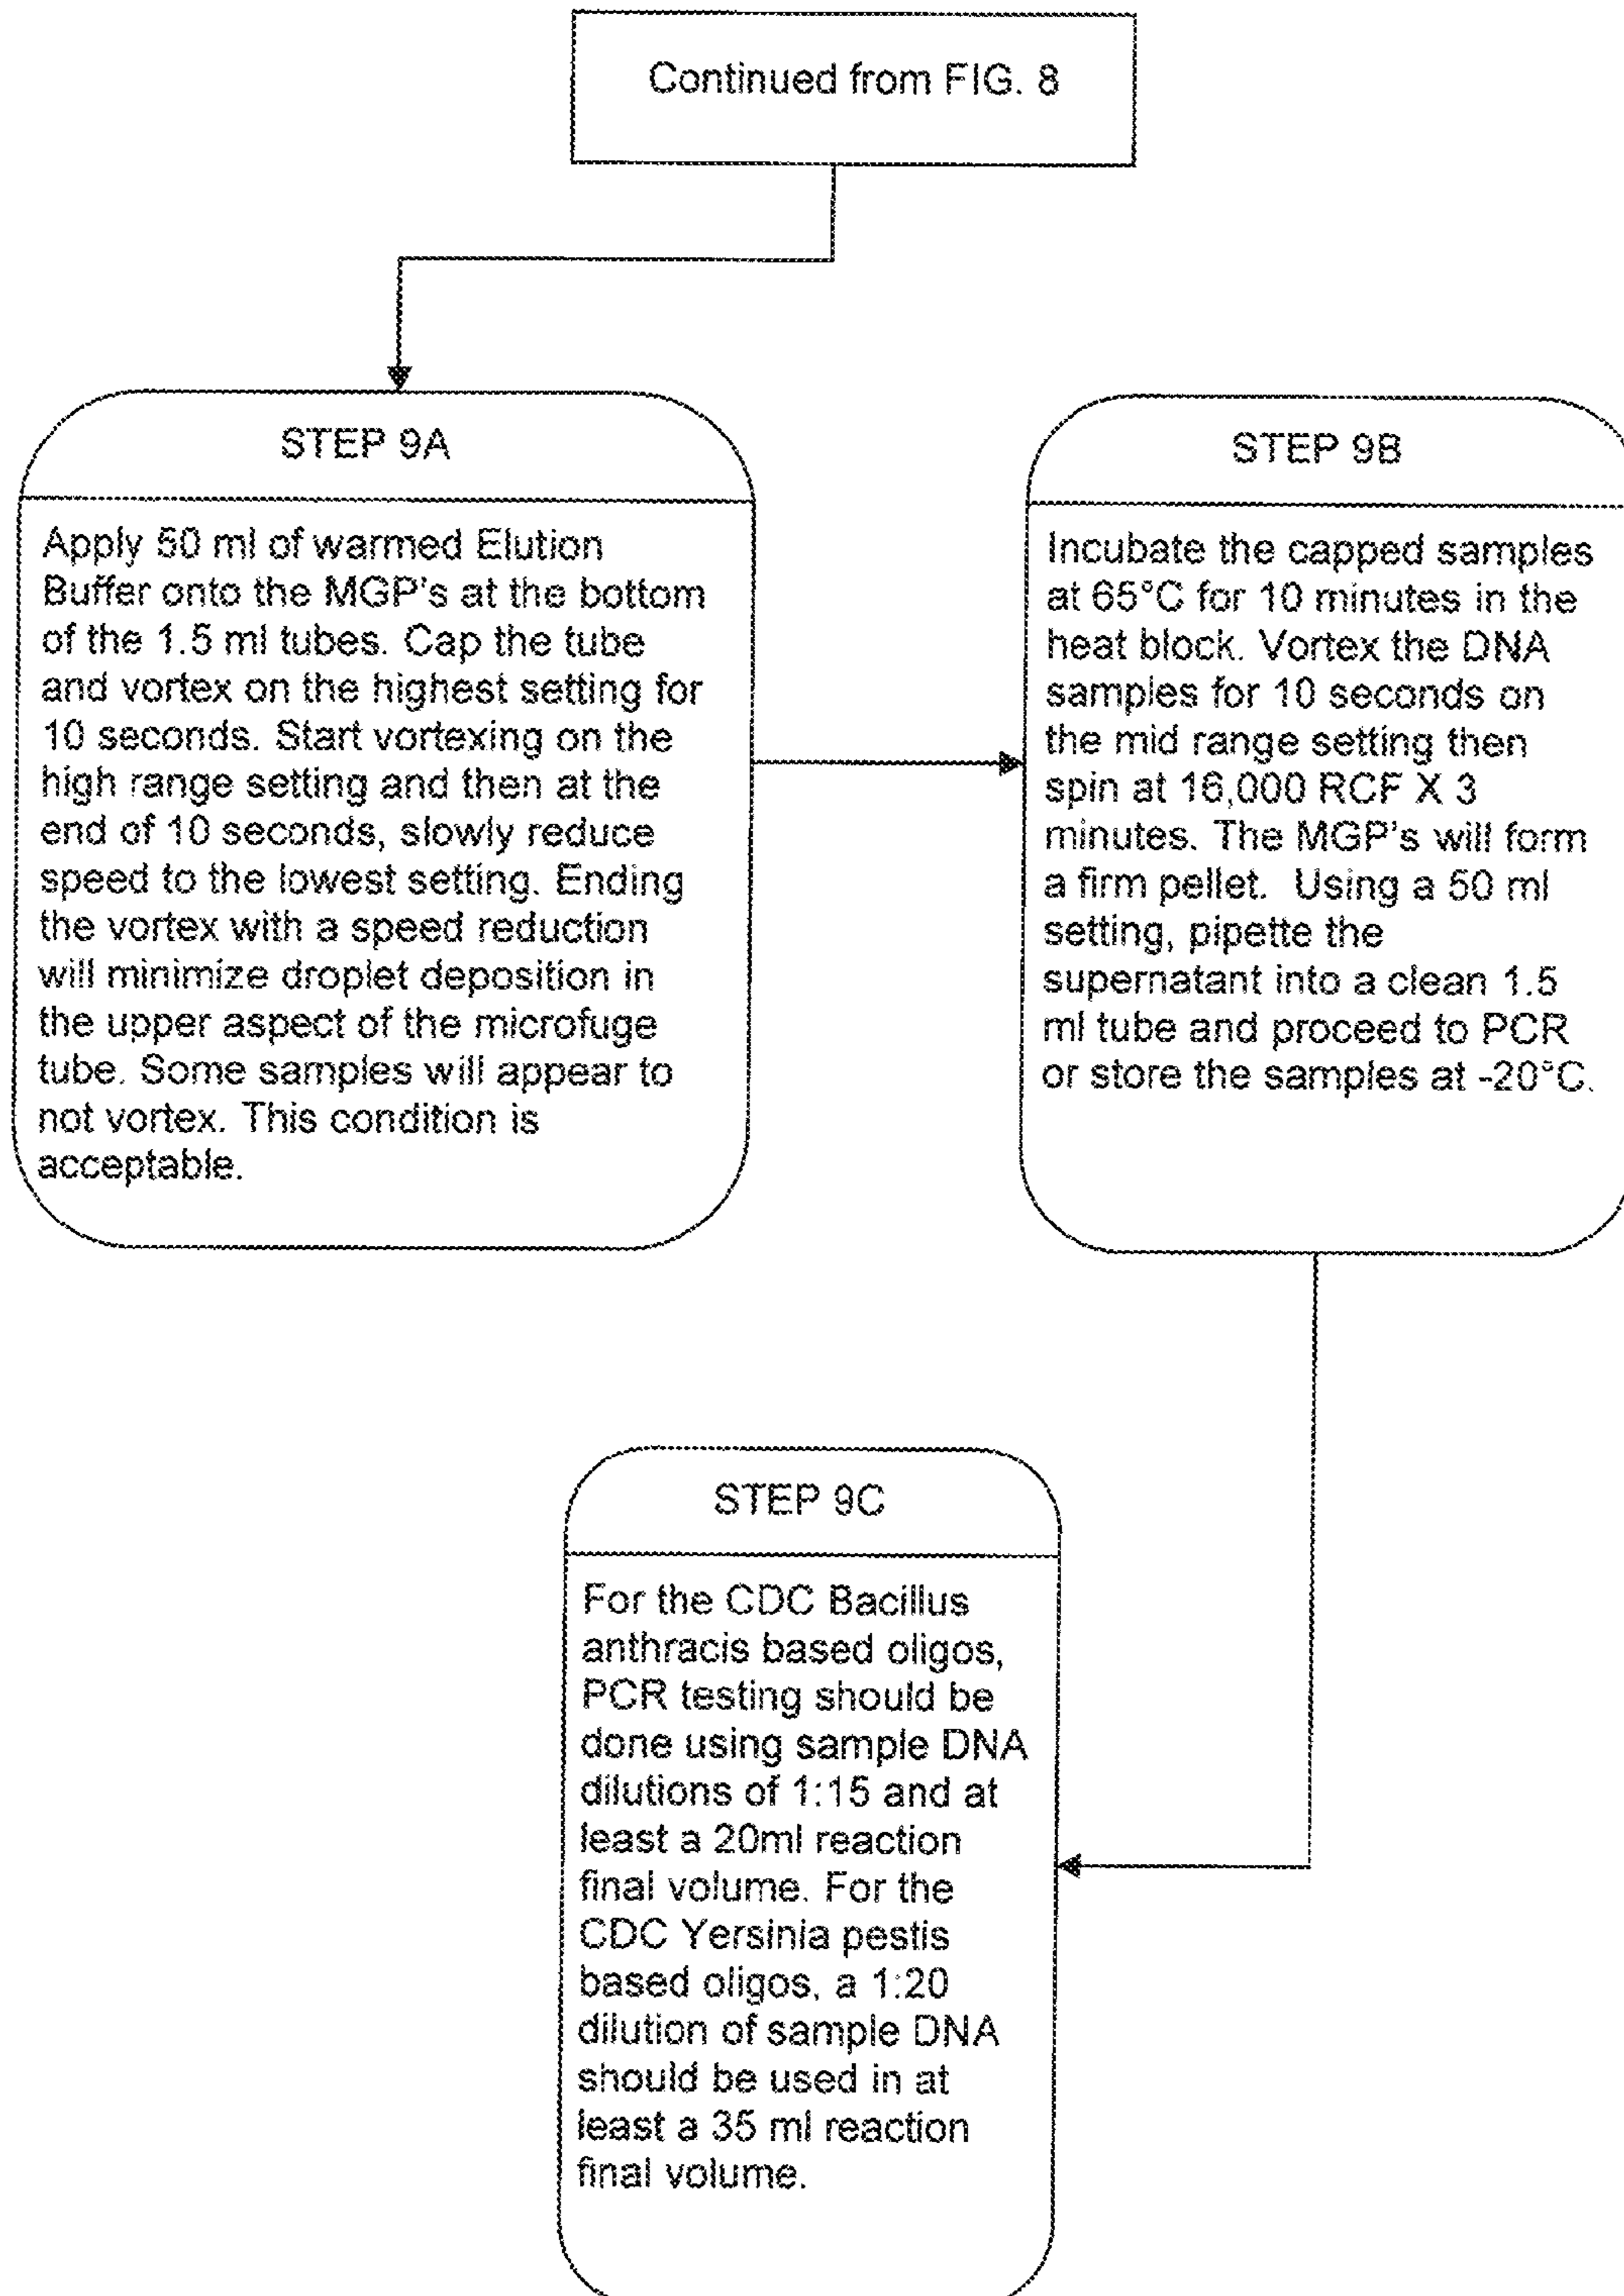 Continued from FIG. 8
STEP 9A
Apply 50 ml of warmed Elution
Buffer onto the MGP's at the bottom
of the 1.5 ml tubes. Cap the tube
and vortex on the highest setting for
10 seconds. Start vortexing on the
high range setting and then at the
end of 10 seconds, slowly reduce
speed to the lowest setting. Ending
the vortex with a speed reduction
will minimize droplet deposition in
the upper aspect of the microfuge
tube. Some samples will appear to
not vortex. This condition is
acceptable.
STEP 9B
Incubate the capped samples
at 65°C for 10 minutes in the
heat block. Vortex the DNA
samples for 10 seconds on
the mid range setting then
spin at 16,000 RCF X 3
minutes. The MGP's will form
a firm pellet. Using a 50 ml
setting, pipette the
supernatant into a clean 1.5
ml tube and proceed to PCR
or store the samples at -20°C.
STEP 9C
For the CDC Bacillus
anthracis based oligos,
PCR testing should be
done using sample DNA
dilutions of 1:15 and at
least a 20ml reaction
final volume. For the
CDC Yersinia pestis
based oligos, a 1:20
dilution of sample DNA
should be used in at
least a 35 ml reaction
final volume.